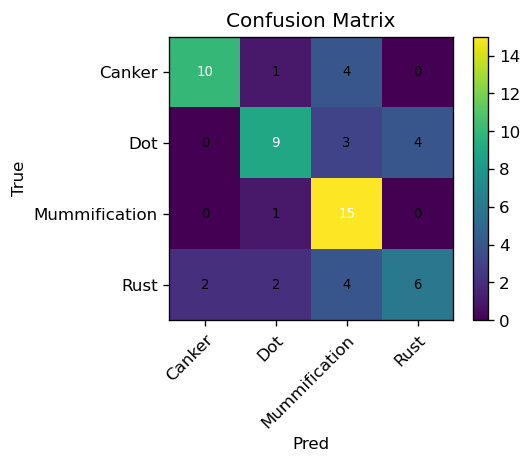 Confusion Matrix
True
Canker 10 1 4 0
Dot 0 9 3 4
Mummification 0 1 15 0
Rust 2 2 4 6
Canker Dot Mummification Rust
Pred
14
12
10
8
6
4
2
0